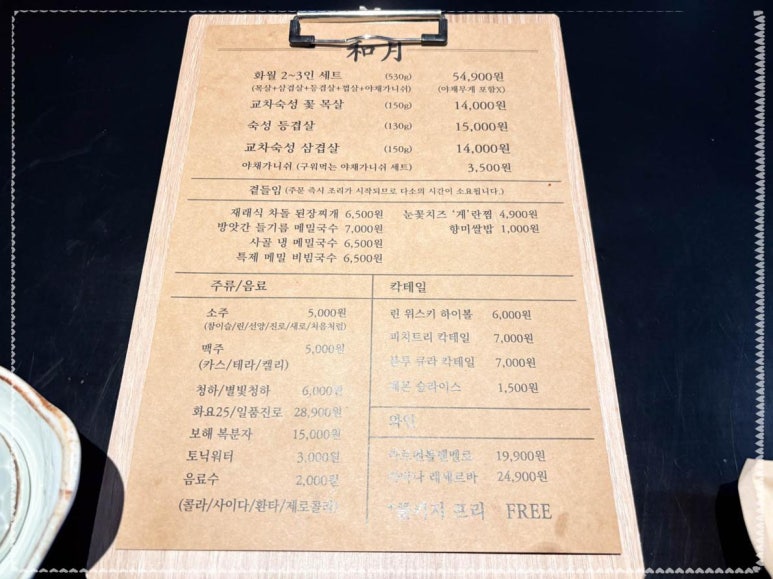 和月
화월 2~3인 세트 (530g) 54,900원
(목살+삼겹살+등겹살+껍살+야채가니쉬) (야채무게 포함X)
교차숙성 꽃 목살 (150g) 14,000원
숙성 등겹살 (130g) 15,000원
교차숙성 삼겹살 (150g) 14,000원
야채가니쉬 (구워먹는 야채가니쉬 세트) 3,500원
곁들임 (주문 즉시 조리가 시작되므로 다소의 시간이 소요됩니다.)
재래식 차돌 된장찌개 6,500원
방앗간 들기름 메밀국수 7,000원
사골 냉 메밀국수 6,500원
특제 메밀 비빔국수 6,500원
눈꽃치즈 '게'란찜 4,900원
향미쌀밥 1,000원
주류/음료
소주 5,000원
(참이슬/린/선양/진로/새로/처음처럼)
맥주 5,000원
(카스/테라/켈리)
청하/별빛청하 6,000원
화요25/일품진로 28,900원
보해 복분자 15,000원
토닉워터 3,000원
음료수 2,000원
(콜라/사이다/환타/제로콜라)
칵테일
린 위스키 하이볼 6,000원
피치트리 칵테일 7,000원
블루 큐라 칵테일 7,000원
레몬 슬라이스 1,500원
와인
19,900원
24,900원
*콜키지 프리 FREE